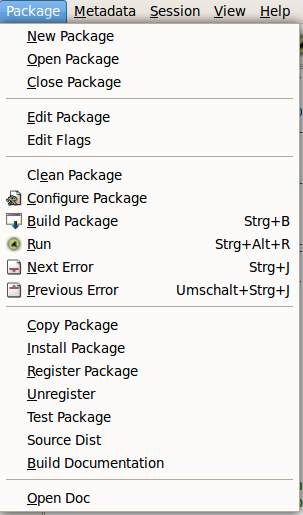 Package Metadata Session View Help
New Package
Open Package
Close Package
Edit Package
Edit Flags
Clean Package
Configure Package
Build Package Strg+B
Run Strg+Alt+R
Next Error Strg+J
Previous Error Umschalt+Strg+J
Copy Package
Install Package
Register Package
Unregister
Test Package
Source Dist
Build Documentation
Open Doc